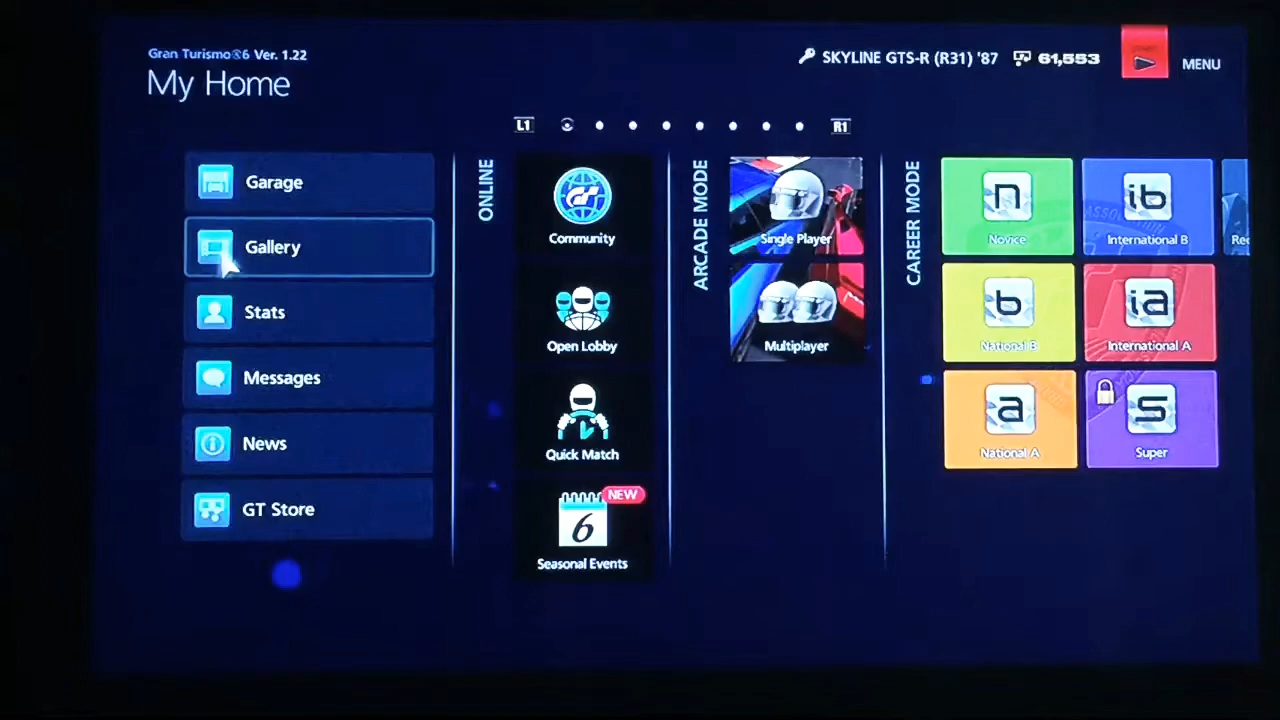 Gran Turismo®6 Ver. 1.22
My Home
SKYLINE GTS-R (R31) '87
61,553
MENU
L1
R1
Garage
Gallery
Stats
Messages
News
GT Store
ONLINE
Community
Open Lobby
Quick Match
NEW
6
Seasonal Events
ARCADE MODE
Single Player
Multiplayer
CAREER MODE
n
Novice
ib
International B
b
National B
ia
International A
a
National A
S
Super